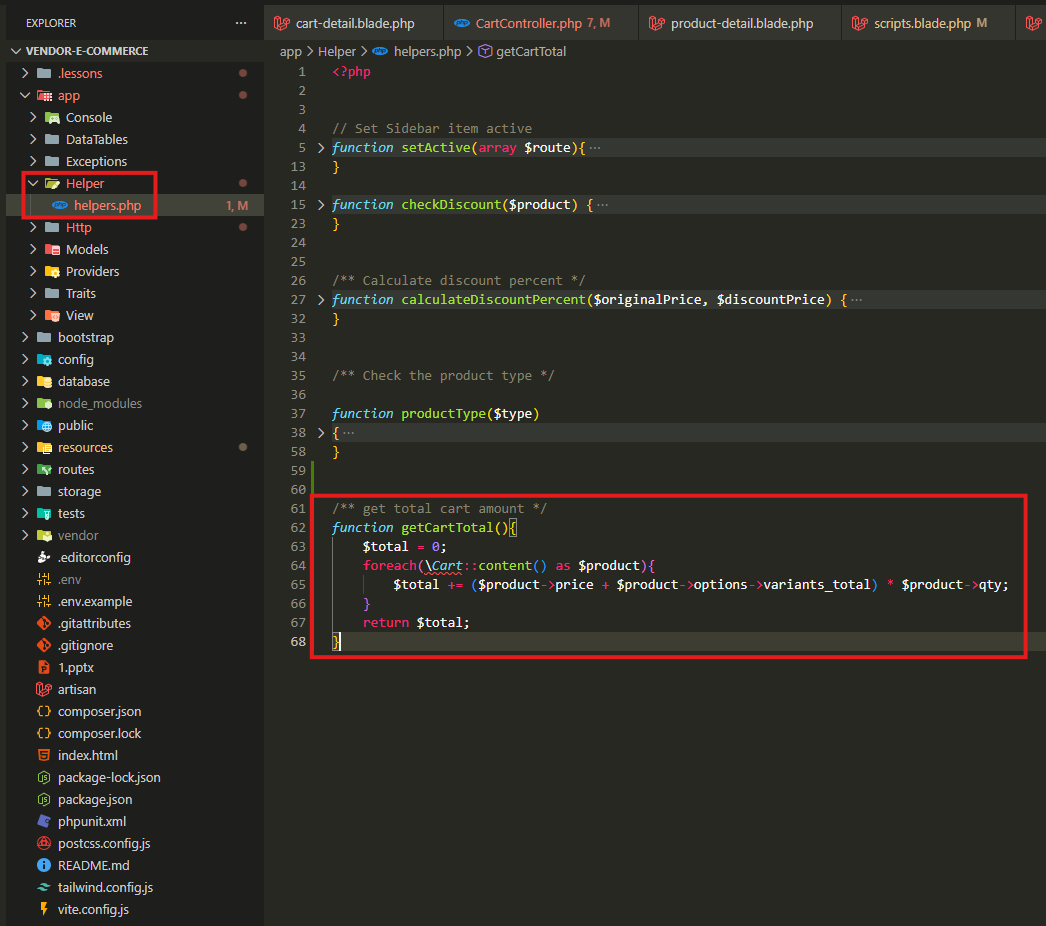 EXPLORER
VENDOR-E-COMMERCE
.lessons
app
Console
DataTables
Exceptions
Helper
helpers.php 1, M
Http
Models
Providers
Traits
View
bootstrap
config
database
node_modules
public
resources
routes
storage
tests
vendor
.editorconfig
.env
.env.example
.gitattributes
.gitignore
1.pptx
artisan
composer.json
composer.lock
index.html
package-lock.json
package.json
phpunit.xml
postcss.config.js
README.md
tailwind.config.js
vite.config.js
cart-detail.blade.php
php CartController.php 7, M
product-detail.blade.php
scripts.blade.php M
app > Helper > php helpers.php > getCartTotal
1 <?php
2
3
4 // Set Sidebar item active
5 > function setActive(array $route){ ...
13 }
14
15 > function checkDiscount($product) { ...
23 }
24
25
26 /** Calculate discount percent */
27 > function calculateDiscountPercent($originalPrice, $discountPrice) { ...
32 }
33
34
35 /** Check the product type */
36
37 function productType($type)
38 > { ...
58 }
59
60
61 /** get total cart amount */
62 function getCartTotal(){
63 $total = 0;
64 foreach(\Cart::content() as $product){
65 $total += ($product->price + $product->options->variants_total) * $product->qty;
66 }
67 return $total;
68 }